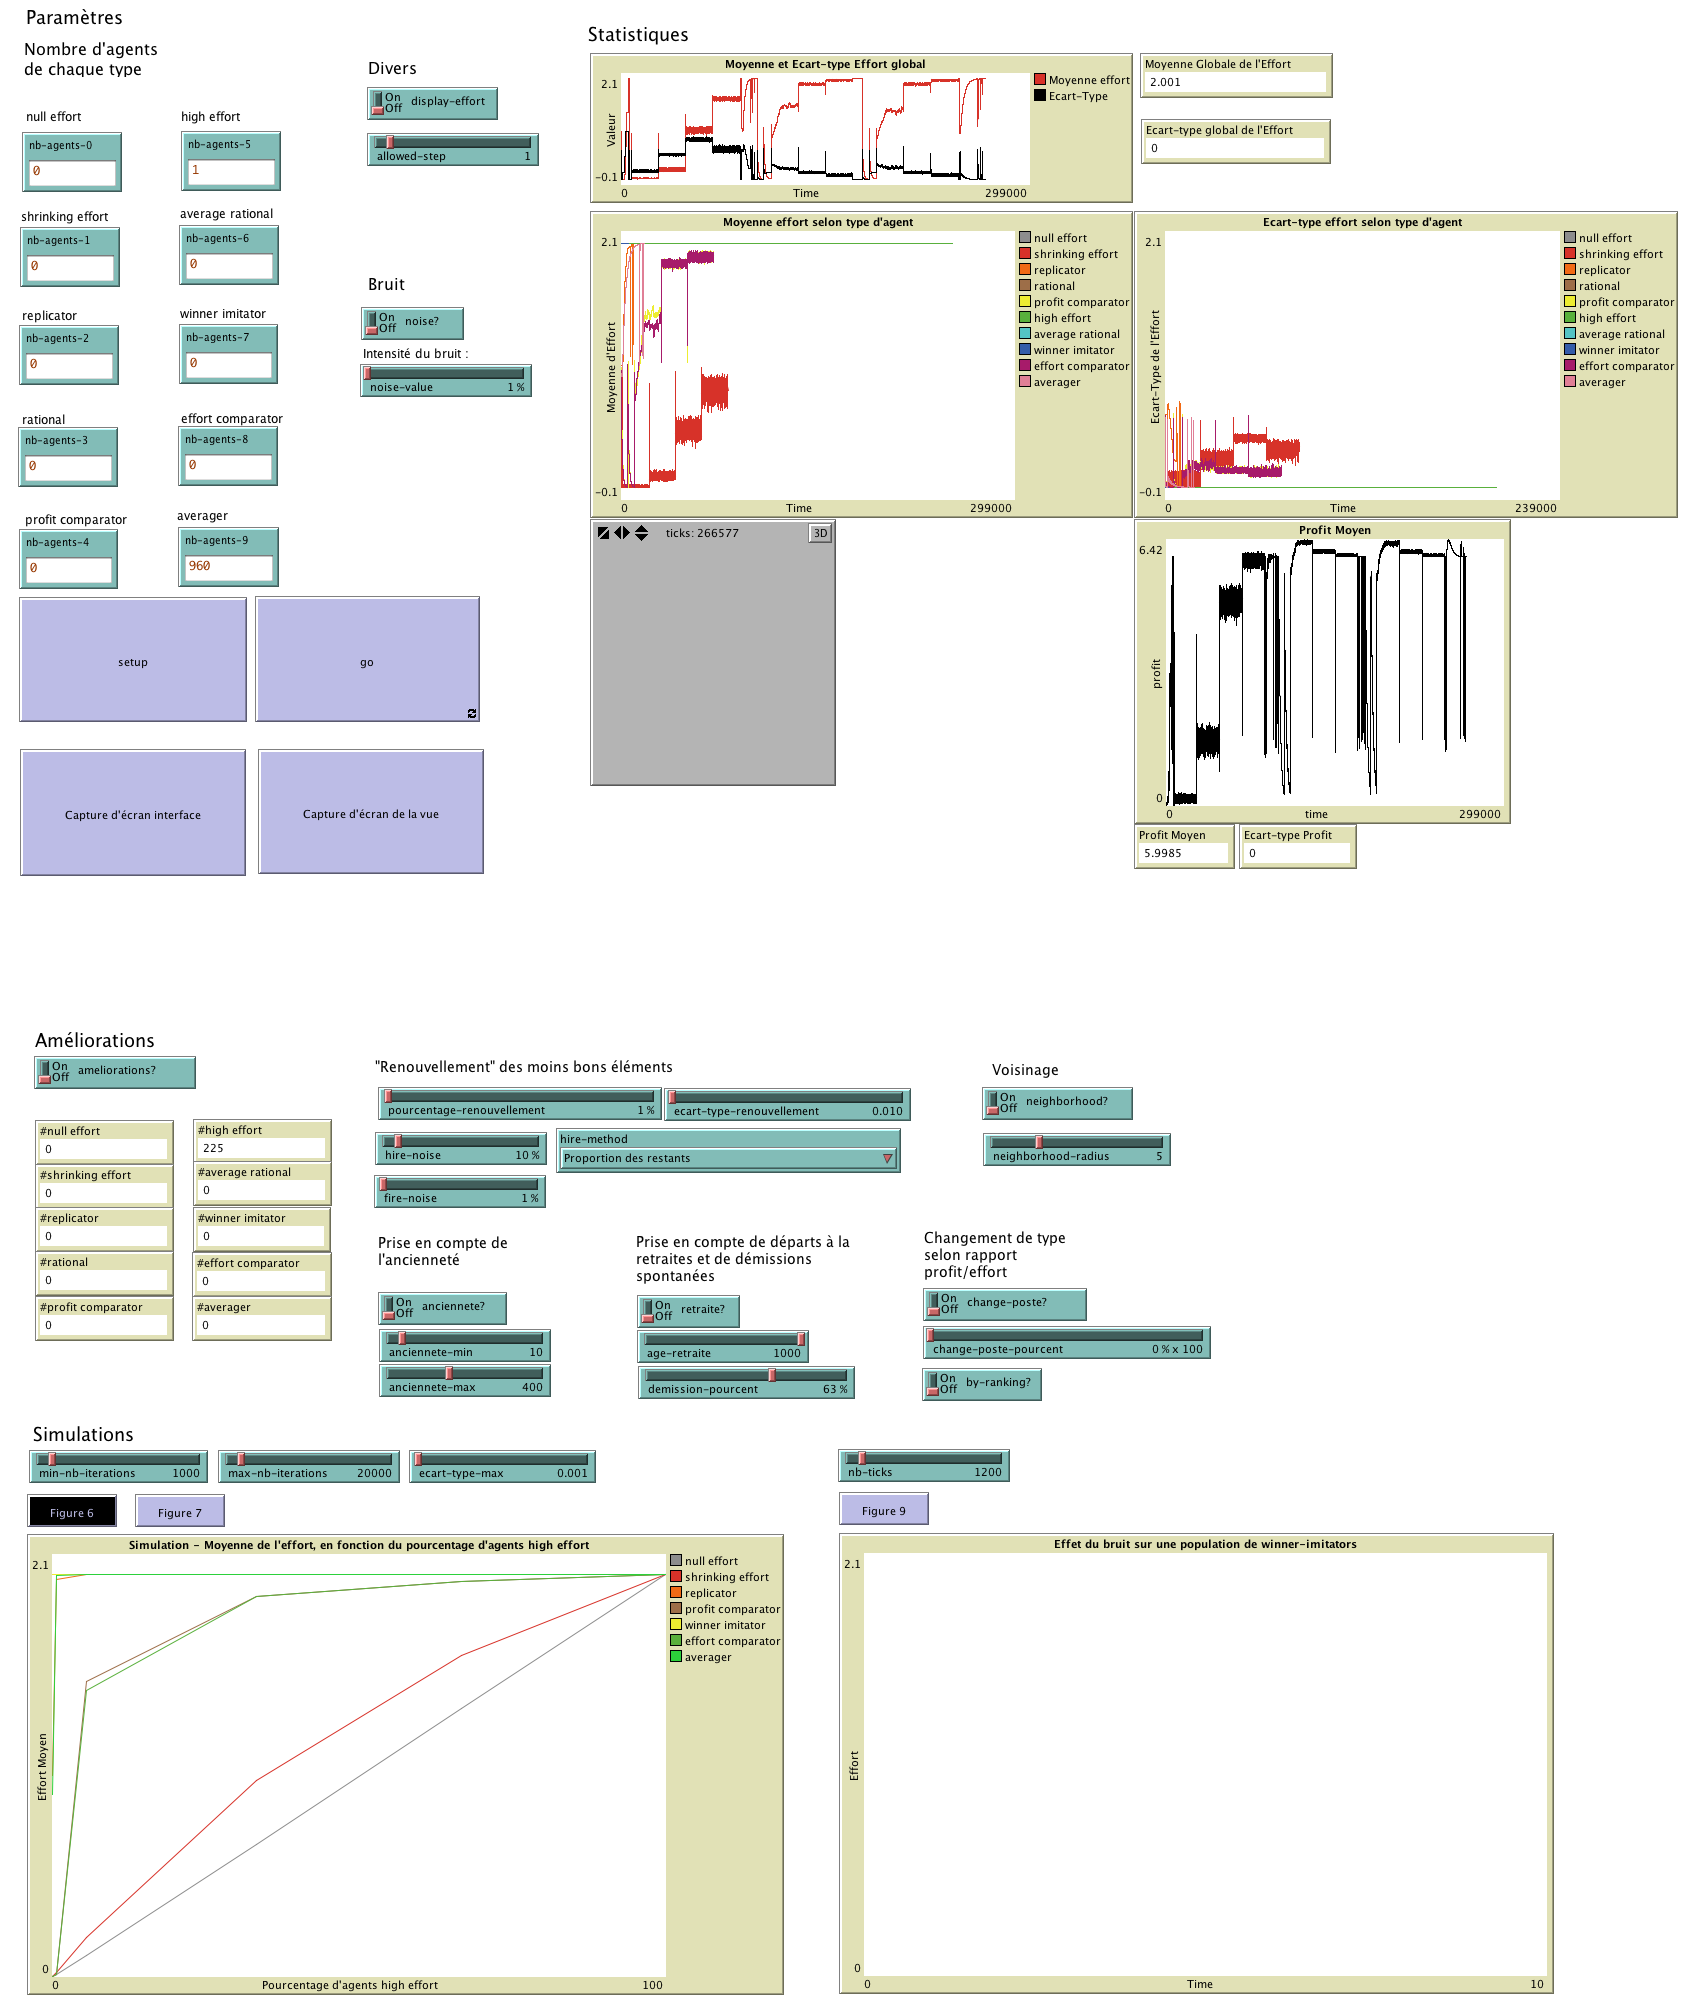 Paramètres
Nombre d'agents
de chaque type
null effort
nb-agents-0
0
high effort
nb-agents-5
1
shrinking effort
nb-agents-1
0
average rational
nb-agents-6
0
replicator
nb-agents-2
0
winner imitator
nb-agents-7
0
rational
nb-agents-3
0
effort comparator
nb-agents-8
0
profit comparator
nb-agents-4
0
averager
nb-agents-9
960
setup
go
Capture d'écran interface
Capture d'écran de la vue
Divers
On
Off
display-effort
allowed-step 1
Bruit
On
Off
noise?
Intensité du bruit :
noise-value 1 %
Statistiques
Moyenne et Ecart-type Effort global
2.1
Valeur
-0.1
0
Time
299000
Moyenne effort
Ecart-Type
Moyenne Globale de l'Effort
2.001
Ecart-type global de l'Effort
0
Moyenne effort selon type d'agent
2.1
Moyenne d'Effort
-0.1
0
Time
299000
null effort
shrinking effort
replicator
rational
profit comparator
high effort
average rational
winner imitator
effort comparator
averager
Ecart-type effort selon type d'agent
2.1
Ecart-Type de l'Effort
-0.1
0
Time
239000
null effort
shrinking effort
replicator
rational
profit comparator
high effort
average rational
winner imitator
effort comparator
averager
ticks: 266577
3D
Profit Moyen
6.42
profit
0
0
time
299000
Profit Moyen
5.9985
Ecart-type Profit
0
Améliorations
On
Off
ameliorations?
#null effort
0
#high effort
225
#shrinking effort
0
#average rational
0
#replicator
0
#winner imitator
0
#rational
0
#effort comparator
0
#profit comparator
0
#averager
0
"Renouvellement" des moins bons éléments
pourcentage-renouvellement 1 %
ecart-type-renouvellement 0.010
hire-noise 10 %
hire-method
Proportion des restants
fire-noise 1 %
Voisinage
On
Off
neighborhood?
neighborhood-radius 5
Prise en compte de
l'ancienneté
On
Off
anciennete?
anciennete-min 10
anciennete-max 400
Prise en compte de départs à la
retraites et de démissions
spontanées
On
Off
retraite?
age-retraite 1000
demission-pourcent 63 %
Changement de type
selon rapport
profit/effort
On
Off
change-poste?
change-poste-pourcent 0 % x 100
On
Off
by-ranking?
Simulations
min-nb-iterations 1000
max-nb-iterations 20000
ecart-type-max 0.001
Figure 6
Figure 7
Simulation - Moyenne de l'effort, en fonction du pourcentage d'agents high effort
2.1
Effort Moyen
0
0
Pourcentage d'agents high effort
100
null effort
shrinking effort
replicator
profit comparator
winner imitator
effort comparator
averager
nb-ticks 1200
Figure 9
Effet du bruit sur une population de winner-imitators
2.1
Effort
0
0
Time
10